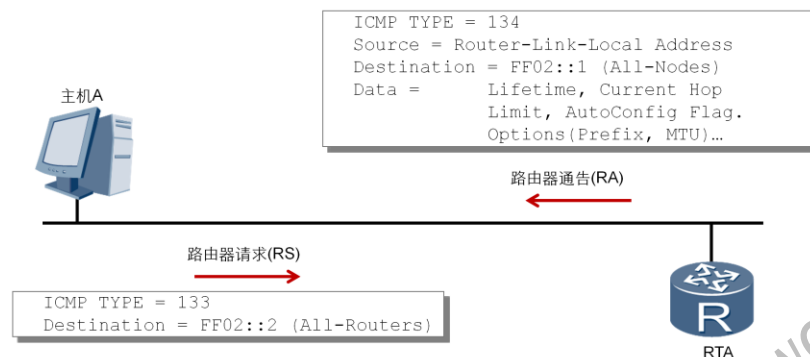 ICMP TYPE = 134
Source = Router-Link-Local Address
Destination = FF02::1 (All-Nodes)
Data = Lifetime, Current Hop
Limit, AutoConfig Flag.
Options(Prefix, MTU)…
主机A
路由器通告(RA)
路由器请求(RS)
ICMP TYPE = 133
Destination = FF02::2 (All-Routers)
R
RTA